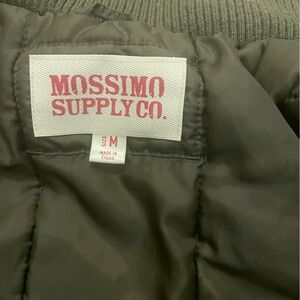 MOSSIMO
SUPPLY CO.
SIZE M
MADE IN
CHINA